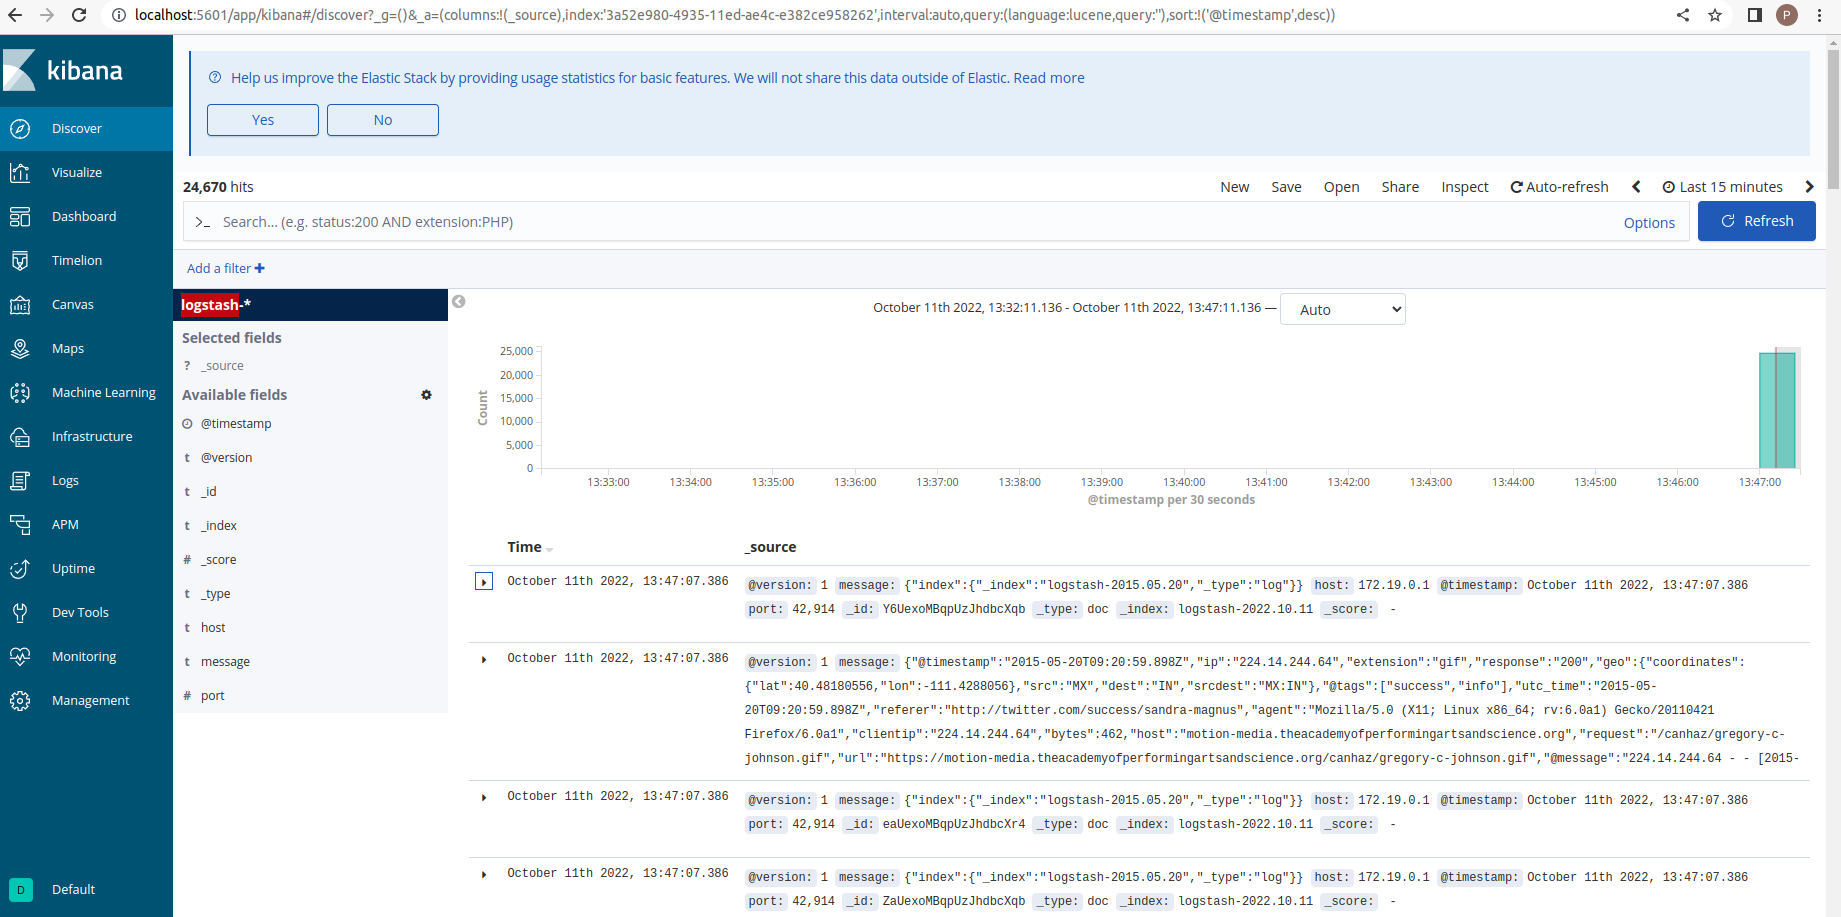 localhost:5601/app/kibana#/discover?_g=()&_a=(columns:!(_source),index:'3a52e980-4935-11ed-ae4c-e382ce958262',interval:auto,query:(language:lucene,query:''),sort:!('@timestamp',desc))
P
kibana
Discover
Visualize
Dashboard
Timelion
Canvas
Maps
Machine Learning
Infrastructure
Logs
APM
Uptime
Dev Tools
Monitoring
Management
D Default
Help us improve the Elastic Stack by providing usage statistics for basic features. We will not share this data outside of Elastic. Read more
Yes No
24,670 hits New Save Open Share Inspect Auto-refresh Last 15 minutes
>_ Search... (e.g. status:200 AND extension:PHP) Options Refresh
Add a filter +
logstash-*
Selected fields
? _source
Available fields
@timestamp
t @version
t _id
t _index
# _score
t _type
t host
t message
# port
October 11th 2022, 13:32:11.136 - October 11th 2022, 13:47:11.136 — Auto
Count
25,000
20,000
15,000
10,000
5,000
0
13:33:00 13:34:00 13:35:00 13:36:00 13:37:00 13:38:00 13:39:00 13:40:00 13:41:00 13:42:00 13:43:00 13:44:00 13:45:00 13:46:00 13:47:00
@timestamp per 30 seconds
Time _source
October 11th 2022, 13:47:07.386 @version: 1 message: {"index":{"_index":"logstash-2015.05.20","_type":"log"}} host: 172.19.0.1 @timestamp: October 11th 2022, 13:47:07.386
port: 42,914 _id: Y6UexoMBqpUzJhdbcXqb _type: doc _index: logstash-2022.10.11 _score: -
October 11th 2022, 13:47:07.386 @version: 1 message: {"@timestamp":"2015-05-20T09:20:59.898Z","ip":"224.14.244.64","extension":"gif","response":"200","geo":{"coordinates":
{"lat":40.48180556,"lon":-111.4288056},"src":"MX","dest":"IN","srcdest":"MX:IN"},"@tags":["success","info"],"utc_time":"2015-05-
20T09:20:59.898Z","referer":"http://twitter.com/success/sandra-magnus","agent":"Mozilla/5.0 (X11; Linux x86_64; rv:6.0a1) Gecko/20110421
Firefox/6.0a1","clientip":"224.14.244.64","bytes":462,"host":"motion-media.theacademyofperformingartsandscience.org","request":"/canhaz/gregory-c-
johnson.gif","url":"https://motion-media.theacademyofperformingartsandscience.org/canhaz/gregory-c-johnson.gif","@message":"224.14.244.64 - - [2015-
October 11th 2022, 13:47:07.386 @version: 1 message: {"index":{"_index":"logstash-2015.05.20","_type":"log"}} host: 172.19.0.1 @timestamp: October 11th 2022, 13:47:07.386
port: 42,914 _id: eaUexoMBqpUzJhdbcXr4 _type: doc _index: logstash-2022.10.11 _score: -
October 11th 2022, 13:47:07.386 @version: 1 message: {"index":{"_index":"logstash-2015.05.20","_type":"log"}} host: 172.19.0.1 @timestamp: October 11th 2022, 13:47:07.386
port: 42,914 _id: ZaUexoMBqpUzJhdbcXqb _type: doc _index: logstash-2022.10.11 _score: -